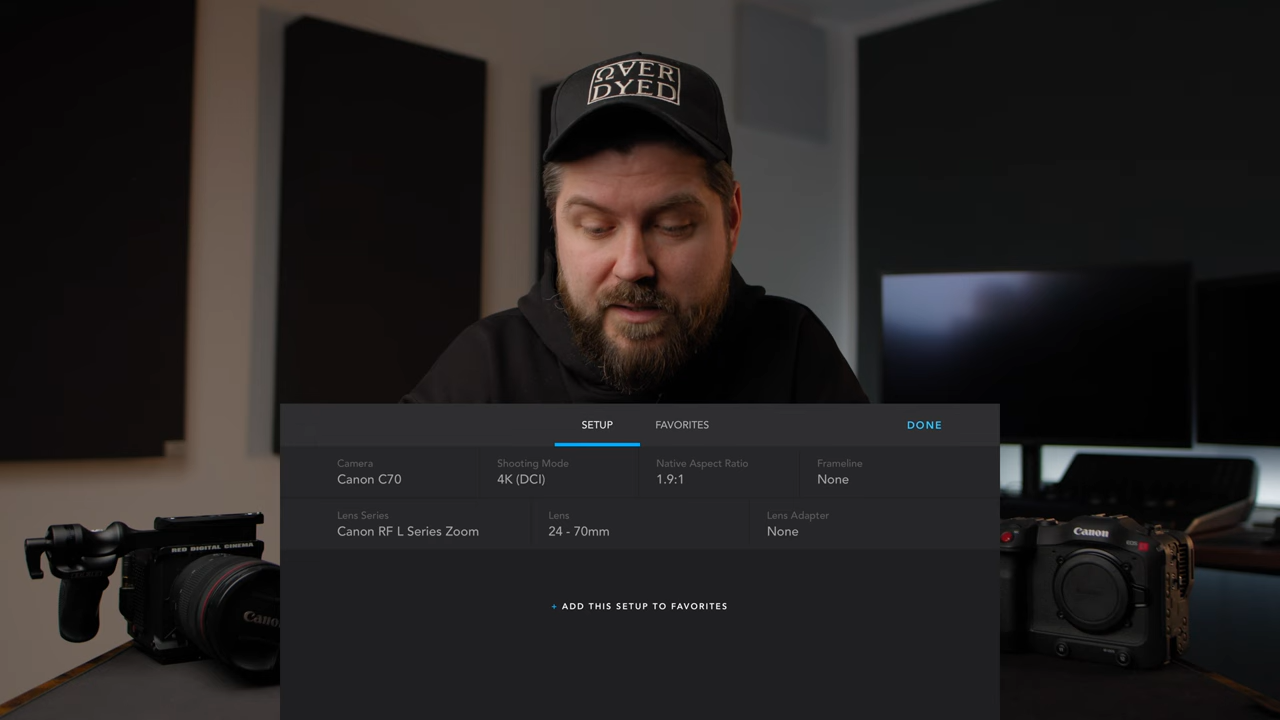 ΩVER
DYED
SETUP
FAVORITES
DONE
Camera
Canon C70
Shooting Mode
4K (DCI)
Native Aspect Ratio
1.9:1
Frameline
None
Lens Series
Canon RF L Series Zoom
Lens
24 - 70mm
Lens Adapter
None
+ ADD THIS SETUP TO FAVORITES
RED DIGITAL CINEMA
Canon
Canon
EOS